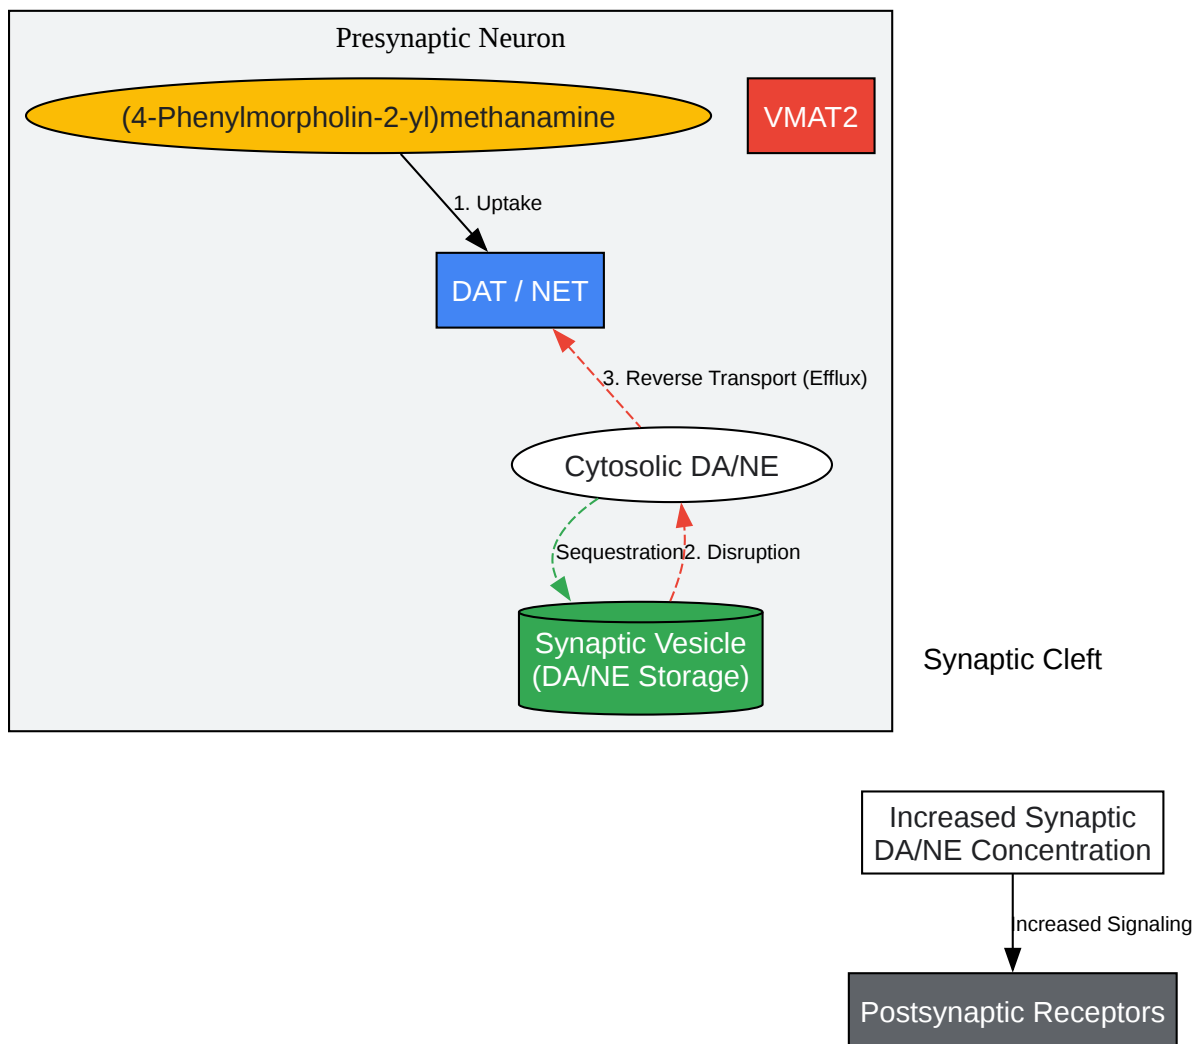 Presynaptic Neuron
(4-Phenylmorpholin-2-yl)methanamine
VMAT2
1. Uptake
DAT / NET
3. Reverse Transport (Efflux)
Cytosolic DA/NE
Sequestration
2. Disruption
Synaptic Vesicle
(DA/NE Storage)
Synaptic Cleft
Increased Synaptic
DA/NE Concentration
Increased Signaling
Postsynaptic Receptors